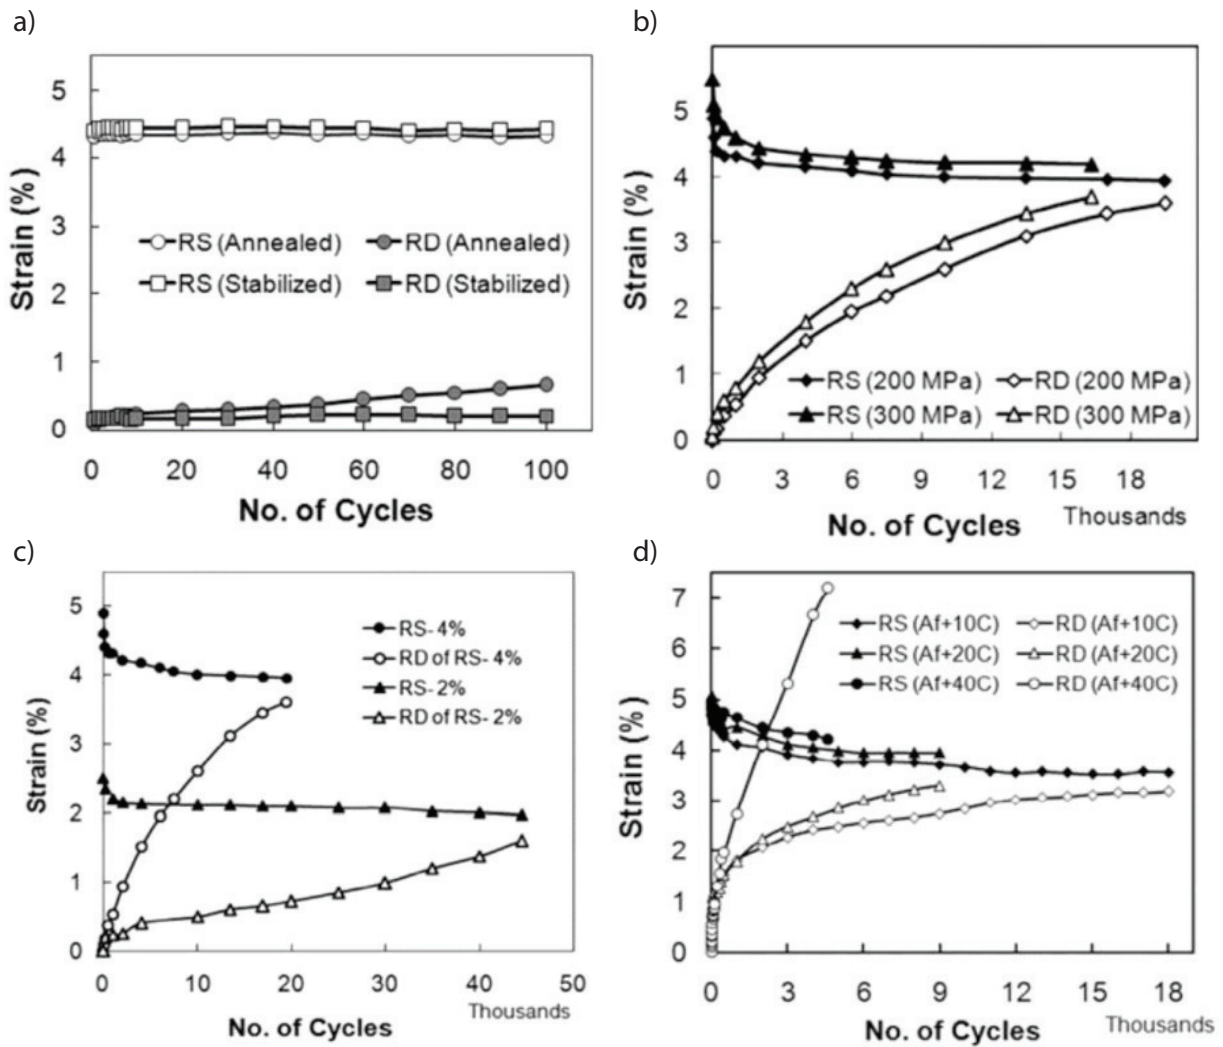 a)
5
4
3
2
1
0
Strain (%)
RS (Annealed) RD (Annealed)
RS (Stabilized) RD (Stabilized)
0 20 40 60 80 100
No. of Cycles
b)
5
4
3
2
1
0
Strain (%)
RS (200 MPa) RD (200 MPa)
RS (300 MPa) RD (300 MPa)
0 3 6 9 12 15 18
No. of Cycles Thousands
c)
5
4
3
2
1
0
Strain (%)
RS- 4%
RD of RS- 4%
RS- 2%
RD of RS- 2%
0 10 20 30 40 50
Thousands
No. of Cycles
d)
7
6
5
4
3
2
1
0
Strain (%)
RS (Af+10C) RD (Af+10C)
RS (Af+20C) RD (Af+20C)
RS (Af+40C) RD (Af+40C)
0 3 6 9 12 15 18
No. of Cycles Thousands